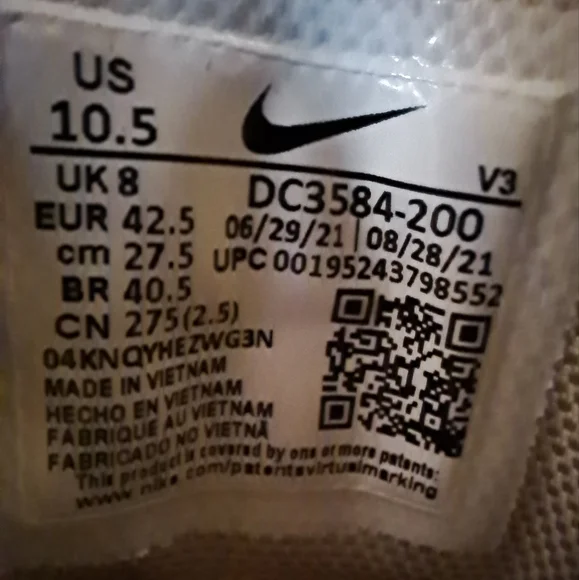 US
10.5
V3
UK 8
DC3584-200
EUR 42.5
06/29/21 | 08/28/21
cm 27.5
UPC 00195243798552
BR 40.5
CN 275(2.5)
04KNQYHEZWG3N
MADE IN VIETNAM
HECHO EN VIETNAM
FABRIQUE AU VIETNAM
FABRICADO NO VIETNÃ
This product is covered by one or more patents:
www.nike.com/patentsvirtualmarking